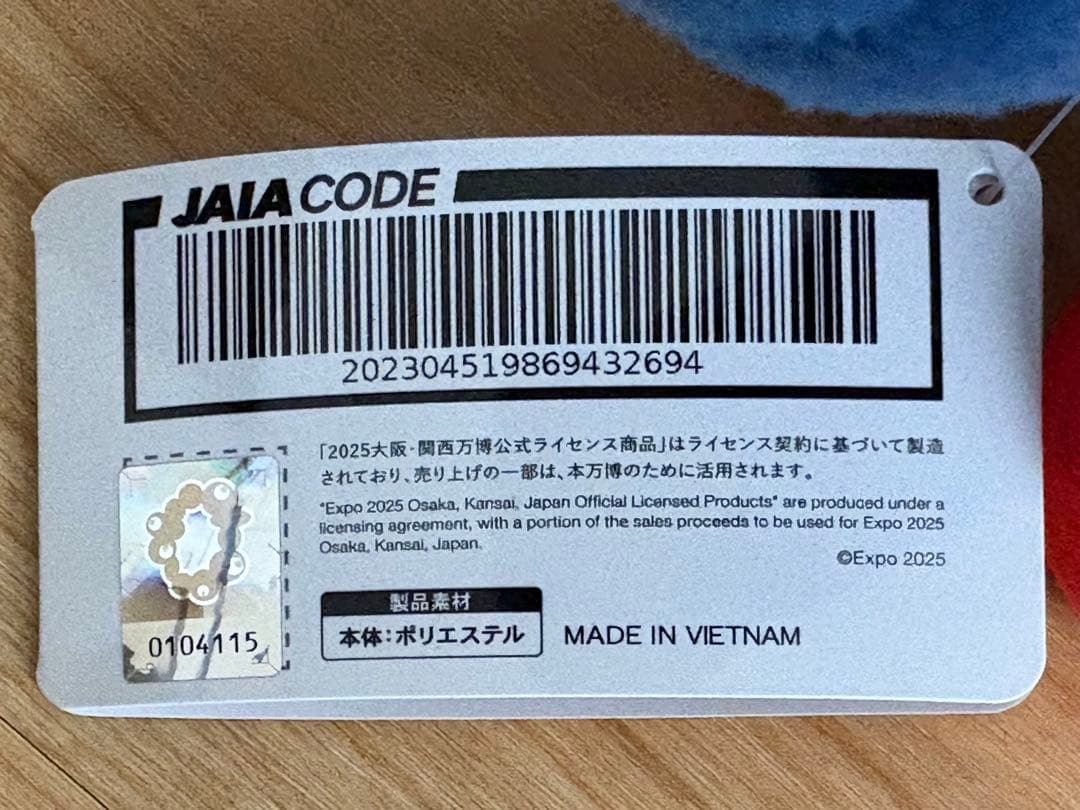 JAIA CODE
202304519869432694
「2025大阪・関西万博公式ライセンス商品」はライセンス契約に基づいて製造
されており、売り上げの一部は、本万博のために活用されます。
"Expo 2025 Osaka, Kansai, Japan Official Licensed Products" are produced under a
licensing agreement, with a portion of the sales proceeds to be used for Expo 2025
Osaka, Kansai, Japan.
©Expo 2025
0104115
製品素材
本体：ポリエステル
MADE IN VIETNAM